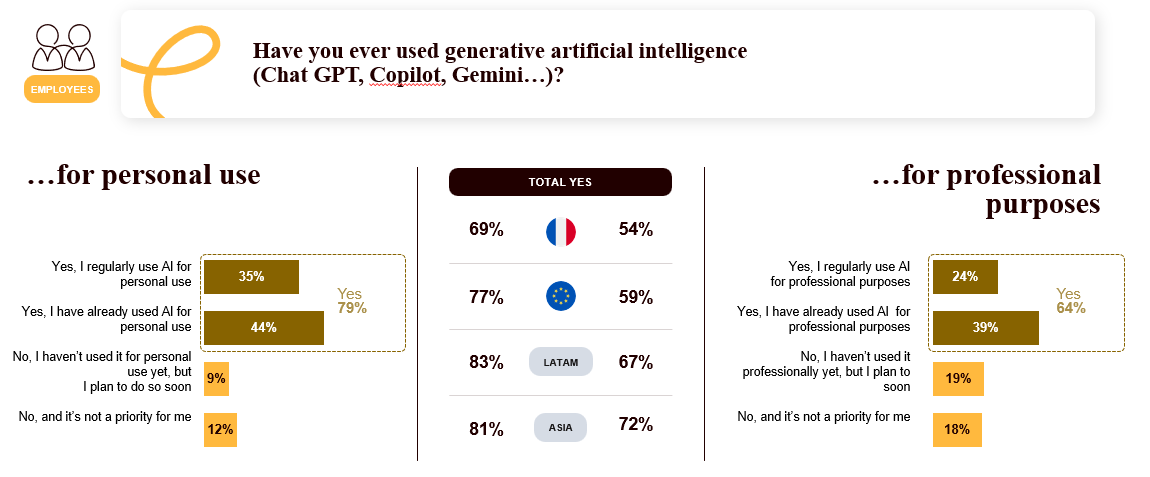 EMPLOYEES
Have you ever used generative artificial intelligence
(Chat GPT, Copilot, Gemini…)?
…for personal use
Yes, I regularly use AI for
personal use
35%
Yes, I have already used AI for
personal use
44%
Yes
79%
No, I haven’t used it for personal
use yet, but
I plan to do so soon
9%
No, and it’s not a priority for me
12%
TOTAL YES
69% 54%
77% 59%
83% LATAM 67%
81% ASIA 72%
…for professional
purposes
Yes, I regularly use AI
for professional purposes
24%
Yes, I have already used AI for
professional purposes
39%
Yes
64%
No, I haven’t used it
professionally yet, but I plan to
soon
19%
No, and it’s not a priority for me
18%